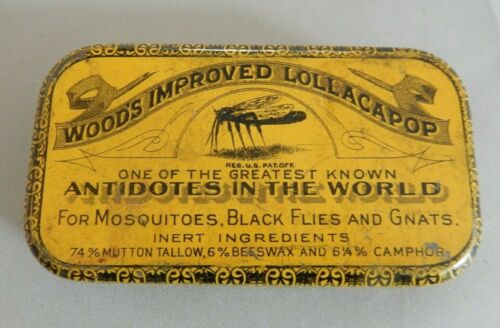 WOOD'S IMPROVED LOLLACAPOP
REG. U.S. PAT. OFF.
ONE OF THE GREATEST KNOWN
ANTIDOTES IN THE WORLD
FOR MOSQUITOES, BLACK FLIES AND GNATS.
INERT INGREDIENTS
74% MUTTON TALLOW, 6% BEESWAX AND 6¼% CAMPHOR